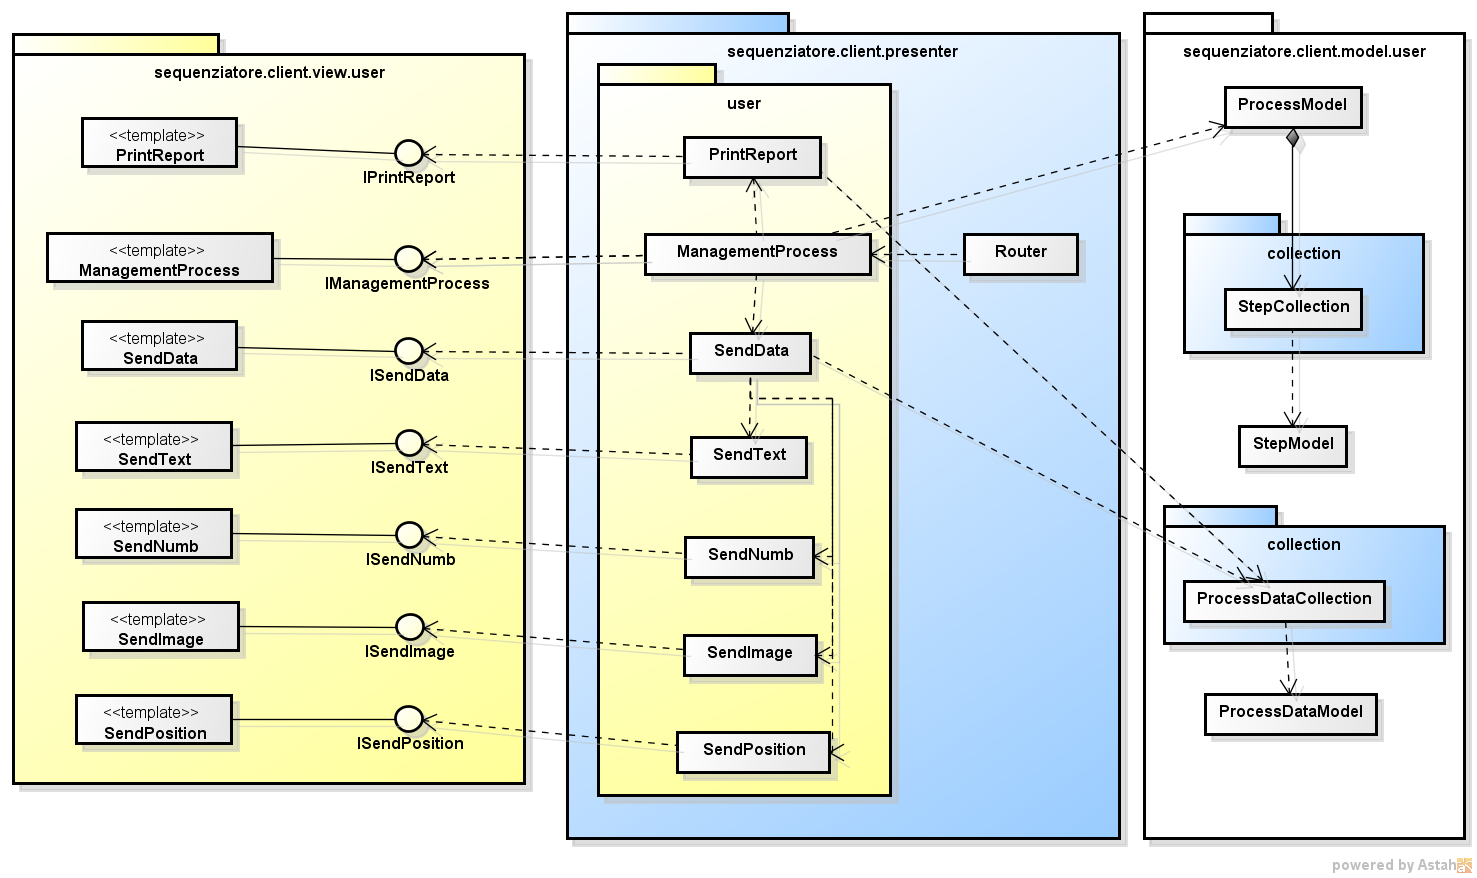 sequenziatore.client.view.user
<<template>>
PrintReport
IPrintReport
<<template>>
ManagementProcess
IManagementProcess
<<template>>
SendData
ISendData
<<template>>
SendText
ISendText
<<template>>
SendNumb
ISendNumb
<<template>>
SendImage
ISendImage
<<template>>
SendPosition
ISendPosition
sequenziatore.client.presenter
user
PrintReport
ManagementProcess
Router
SendData
SendText
SendNumb
SendImage
SendPosition
sequenziatore.client.model.user
ProcessModel
collection
StepCollection
StepModel
collection
ProcessDataCollection
ProcessDataModel
powered by Astah